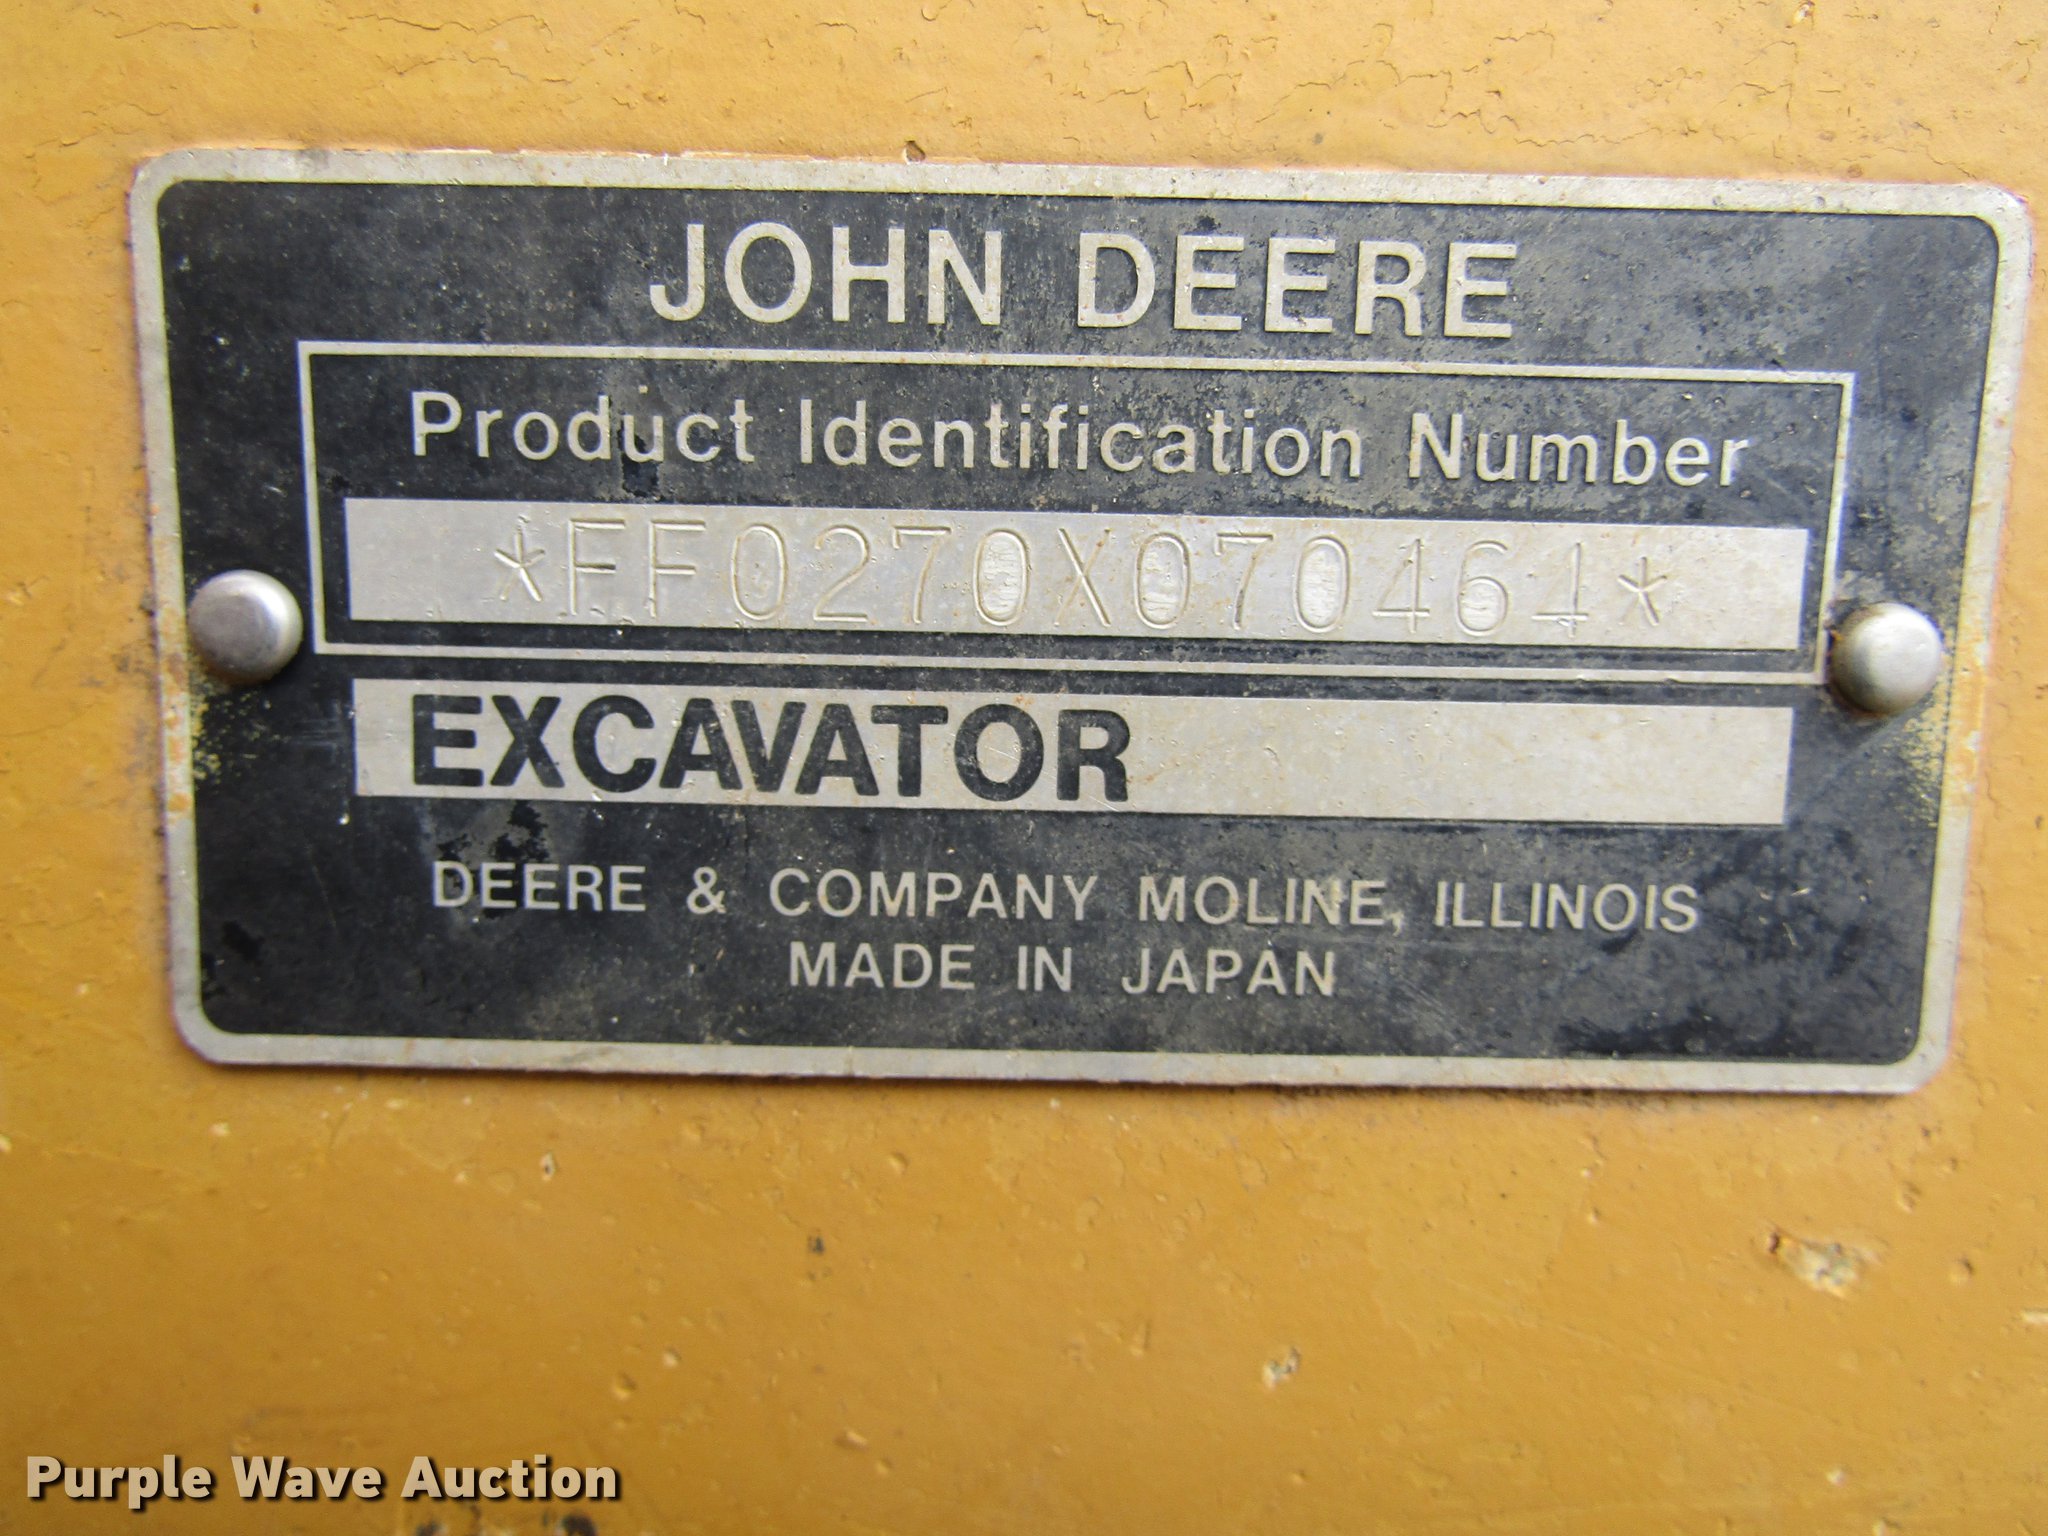 JOHN DEERE
Product Identification Number
*FF0270X070464*
EXCAVATOR
DEERE & COMPANY MOLINE, ILLINOIS
MADE IN JAPAN
Purple Wave Auction